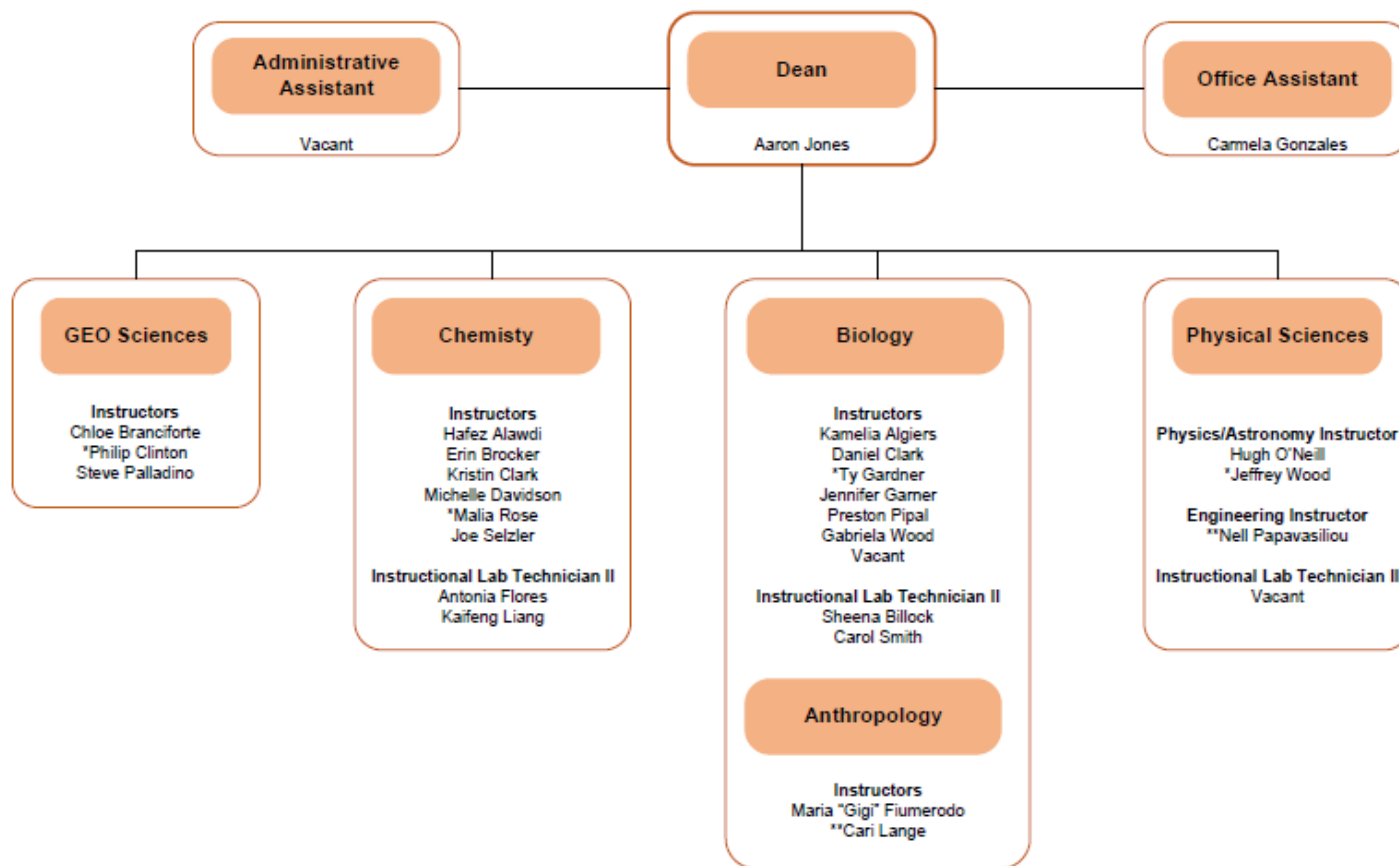 Administrative
Assistant
Vacant
Dean
Aaron Jones
Office Assistant
Carmela Gonzales
GEO Sciences
Instructors
Chloe Branciforte
*Philip Clinton
Steve Palladino
Chemisty
Instructors
Hafez Alawdi
Erin Brocker
Kristin Clark
Michelle Davidson
*Malia Rose
Joe Selzler
Instructional Lab Technician II
Antonia Flores
Kaifeng Liang
Biology
Instructors
Kamelia Algiers
Daniel Clark
*Ty Gardner
Jennifer Garner
Preston Pipal
Gabriela Wood
Vacant
Instructional Lab Technician II
Sheena Billock
Carol Smith
Anthropology
Instructors
Maria "Gigi" Fiumerodo
**Cari Lange
Physical Sciences
Physics/Astronomy Instructor
Hugh O'Neill
*Jeffrey Wood
Engineering Instructor
**Nell Papavasiliou
Instructional Lab Technician II
Vacant